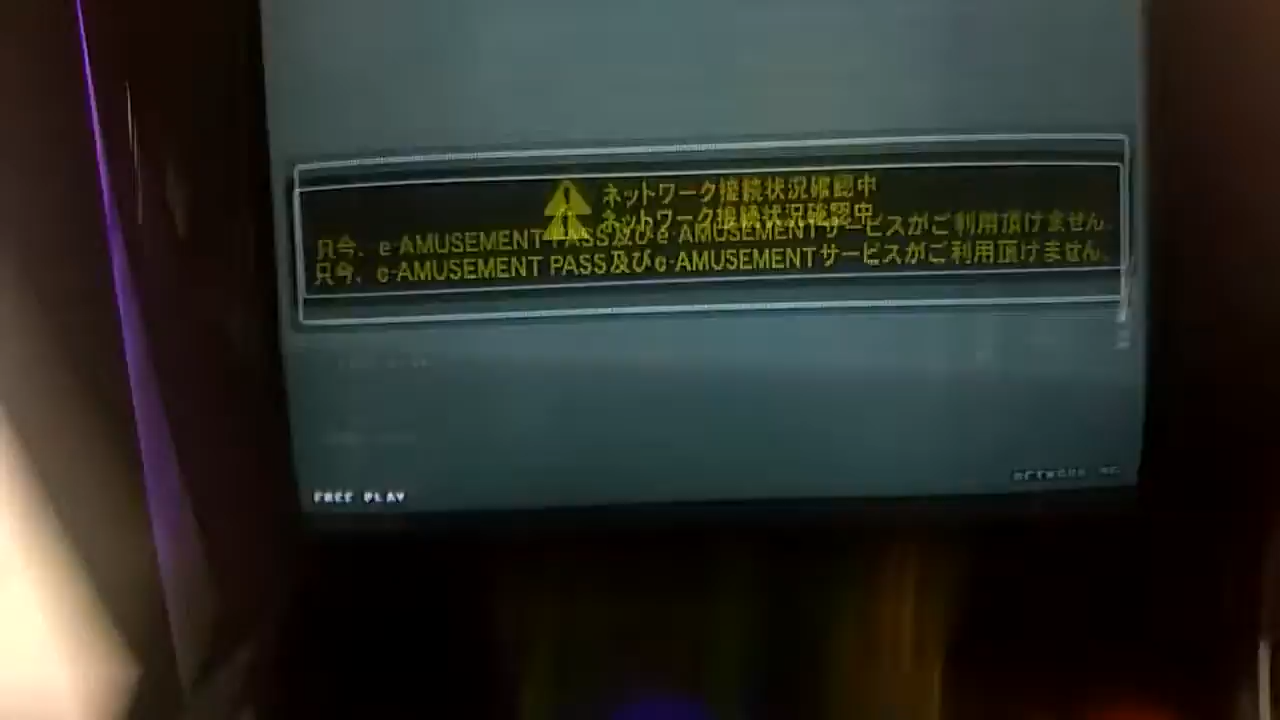 ネットワーク接続状況確認中
只今、e-AMUSEMENT PASS及びe-AMUSEMENTサービスがご利用頂けません。
FREE PLAY